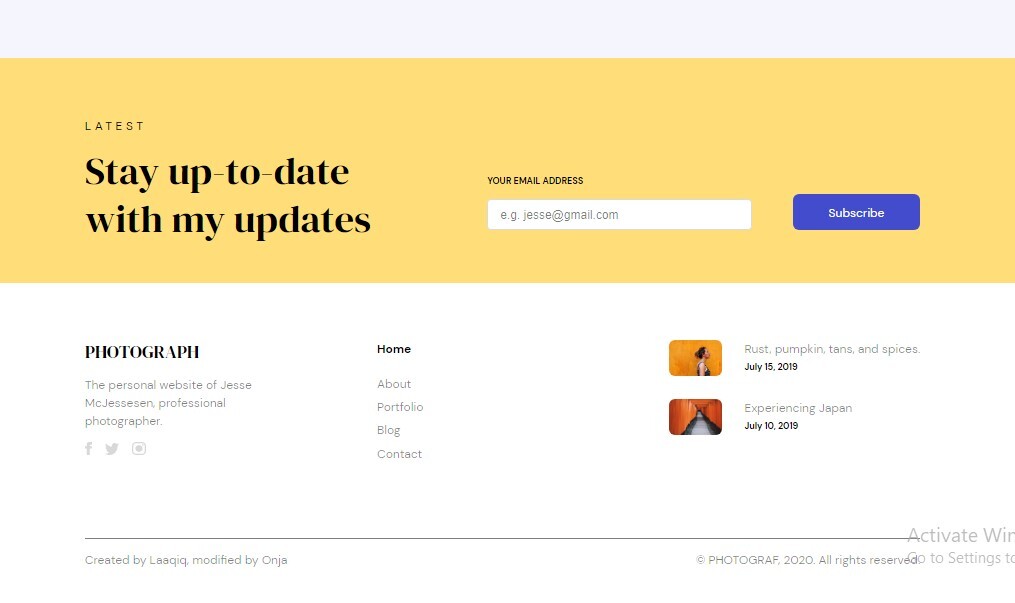 LATEST
Stay up-to-date
with my updates
YOUR EMAIL ADDRESS
e.g. jesse@gmail.com
Subscribe
PHOTOGRAPH
The personal website of Jesse
McJessesen, professional
photographer.
Home
About
Portfolio
Blog
Contact
Rust, pumpkin, tans, and spices.
July 15, 2019
Experiencing Japan
July 10, 2019
Created by Laaqiq, modified by Onja
© PHOTOGRAF, 2020. All rights reserved.
Activate Win
Go to Settings to